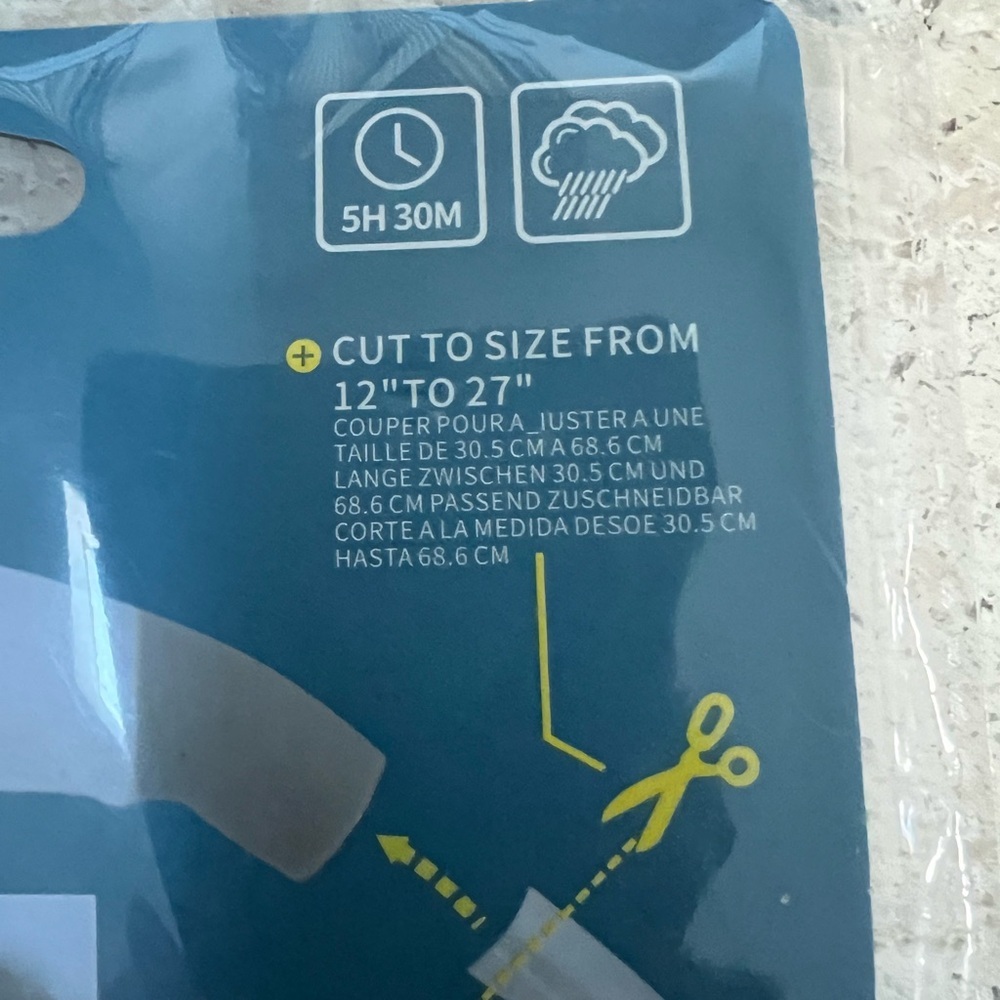 5H 30M
CUT TO SIZE FROM
12" TO 27"
COUPER POUR A_IUSTER A UNE
TAILLE DE 30.5 CM A 68.6 CM
LANGE ZWISCHEN 30.5 CM UND
68.6 CM PASSEND ZUSCHNEIDBAR
CORTE A LA MEDIDA DESOE 30.5 CM
HASTA 68.6 CM